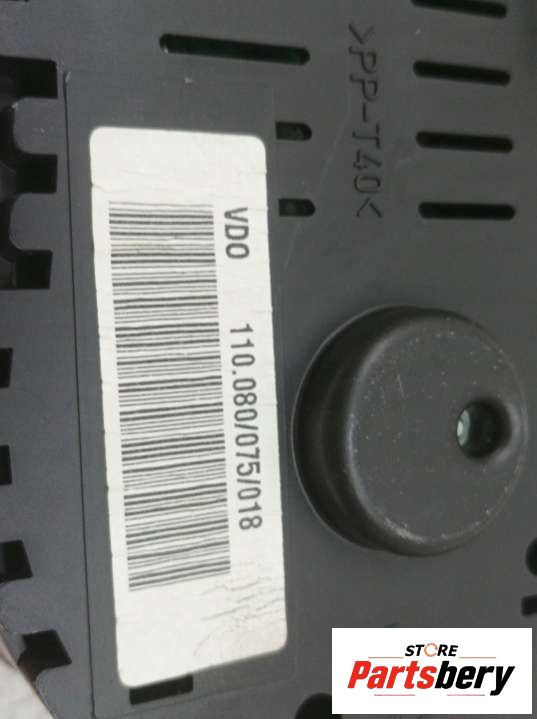 >PP-T40<
VDO 110.080/075/018
STORE
Partsbery